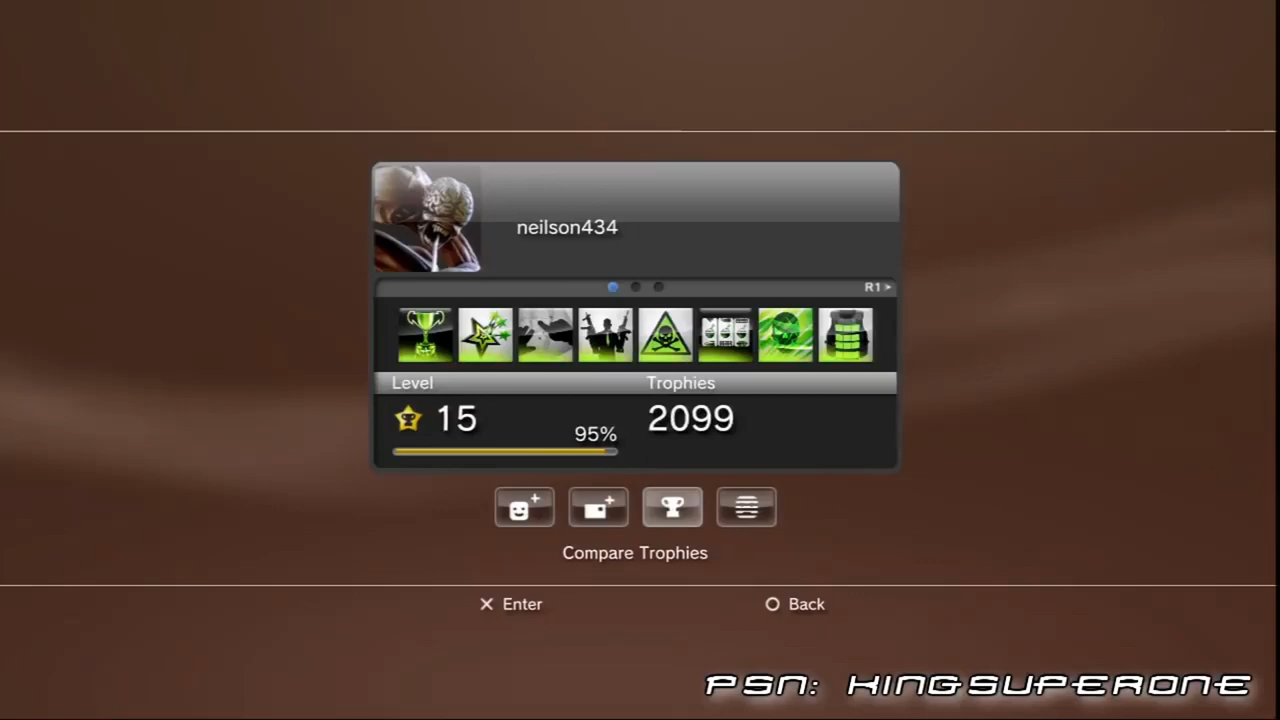 neilson434
R1
Level
Trophies
15
95%
2099
Compare Trophies
Enter
Back
PSN: KINGSUPERONE